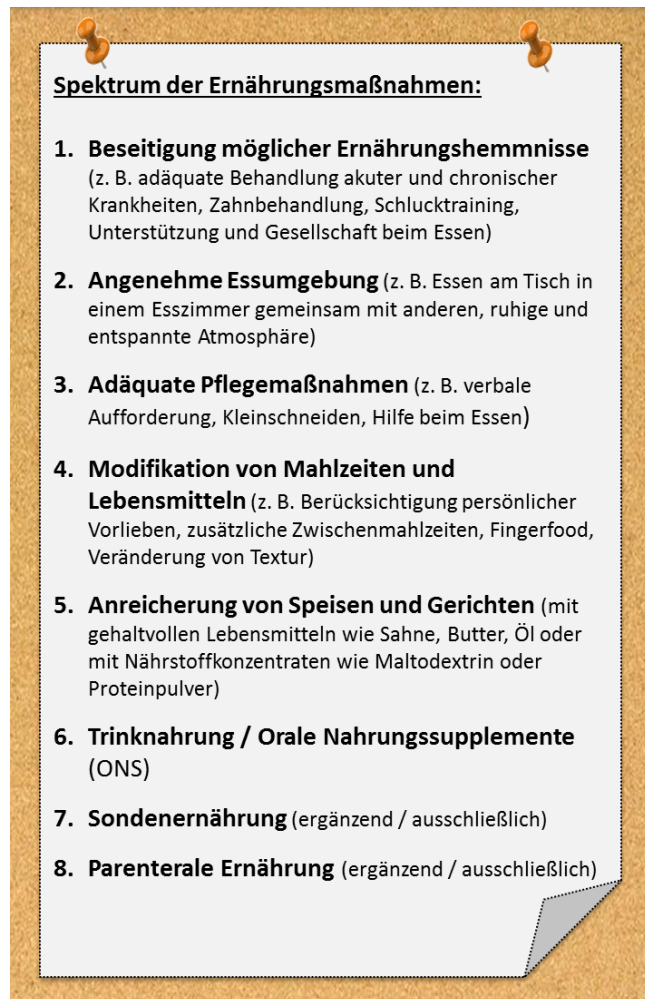 Spektrum der Ernährungsmaßnahmen:
1. Beseitigung möglicher Ernährungshemmnisse
(z. B. adäquate Behandlung akuter und chronischer
Krankheiten, Zahnbehandlung, Schlucktraining,
Unterstützung und Gesellschaft beim Essen)
2. Angenehme Essumgebung (z. B. Essen am Tisch in
einem Esszimmer gemeinsam mit anderen, ruhige und
entspannte Atmosphäre)
3. Adäquate Pflegemaßnahmen (z. B. verbale
Aufforderung, Kleinschneiden, Hilfe beim Essen)
4. Modifikation von Mahlzeiten und
Lebensmitteln (z. B. Berücksichtigung persönlicher
Vorlieben, zusätzliche Zwischenmahlzeiten, Fingerfood,
Veränderung von Textur)
5. Anreicherung von Speisen und Gerichten (mit
gehaltvollen Lebensmitteln wie Sahne, Butter, Öl oder
mit Nährstoffkonzentraten wie Maltodextrin oder
Proteinpulver)
6. Trinknahrung / Orale Nahrungssupplemente
(ONS)
7. Sondenernährung (ergänzend / ausschließlich)
8. Parenterale Ernährung (ergänzend / ausschließlich)